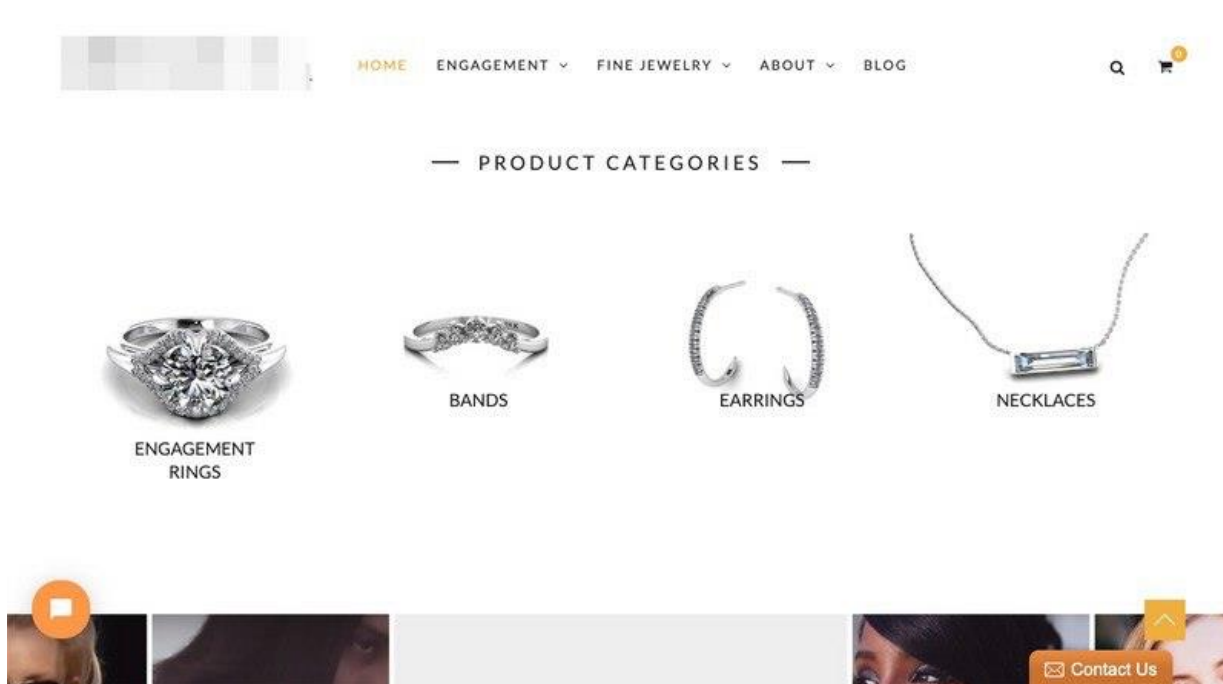 HOME ENGAGEMENT FINE JEWELRY ABOUT BLOG
0
PRODUCT CATEGORIES
ENGAGEMENT
RINGS
BANDS
EARRINGS
NECKLACES
Contact Us